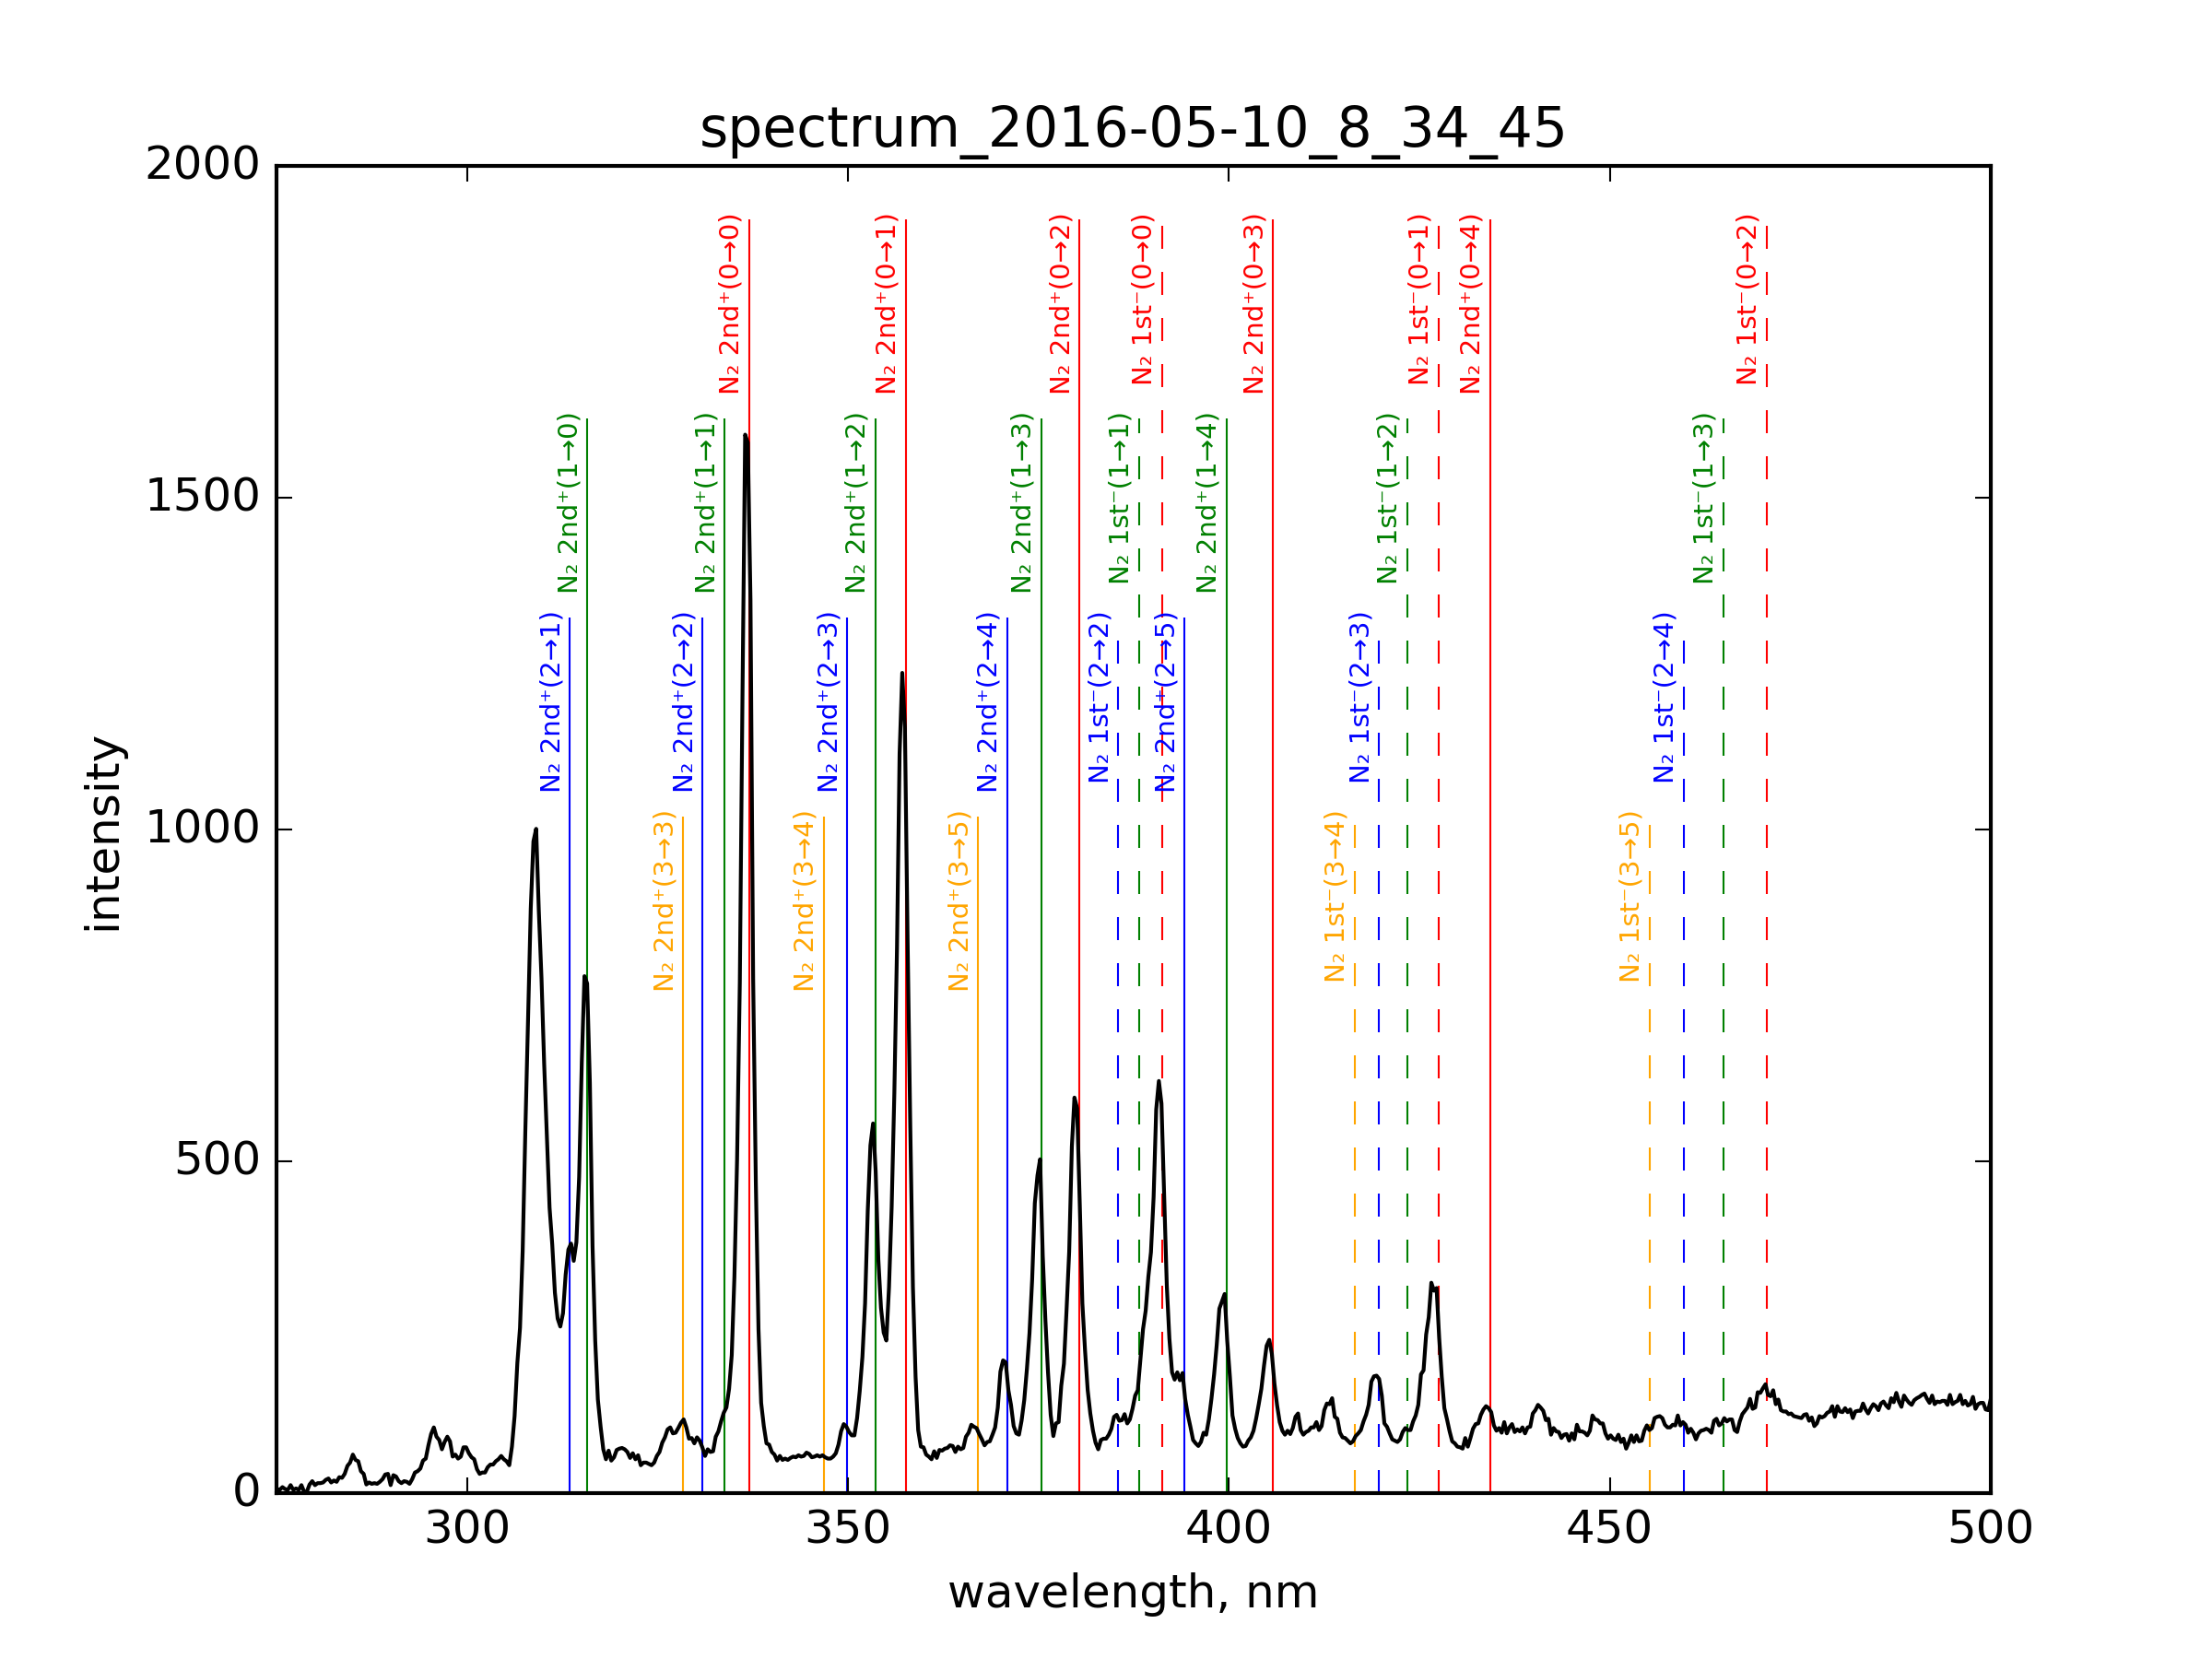 spectrum_2016-05-10_8_34_45
2000
1500
1000
500
0
intensity
N₂ 2nd⁺(0→0)
N₂ 2nd⁺(0→1)
N₂ 2nd⁺(0→2)
N₂ 1st⁻(0→0)
N₂ 2nd⁺(0→3)
N₂ 1st⁻(0→1)
N₂ 2nd⁺(0→4)
N₂ 1st⁻(0→2)
N₂ 2nd⁺(1→0)
N₂ 2nd⁺(1→1)
N₂ 2nd⁺(1→2)
N₂ 2nd⁺(1→3)
N₂ 1st⁻(1→1)
N₂ 2nd⁺(1→4)
N₂ 1st⁻(1→2)
N₂ 1st⁻(1→3)
N₂ 2nd⁺(2→1)
N₂ 2nd⁺(2→2)
N₂ 2nd⁺(2→3)
N₂ 2nd⁺(2→4)
N₂ 1st⁻(2→2)
N₂ 2nd⁺(2→5)
N₂ 1st⁻(2→3)
N₂ 1st⁻(2→4)
N₂ 2nd⁺(3→3)
N₂ 2nd⁺(3→4)
N₂ 2nd⁺(3→5)
N₂ 1st⁻(3→4)
N₂ 1st⁻(3→5)
300
350
400
450
500
wavelength, nm